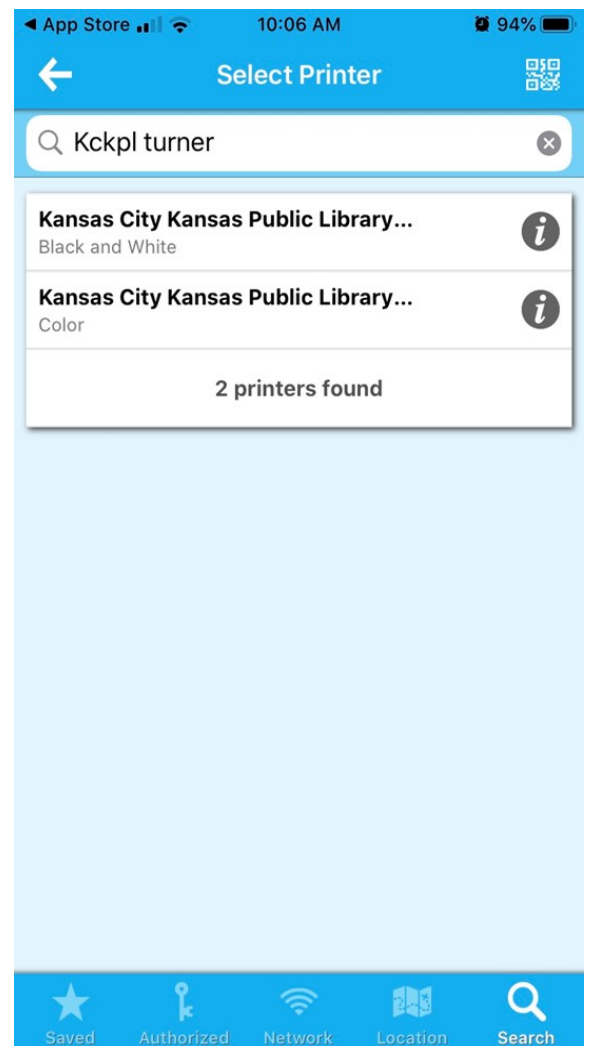 App Store 10:06 AM 94%
Select Printer
Kckpl turner
Kansas City Kansas Public Library...
Black and White
Kansas City Kansas Public Library...
Color
2 printers found
Saved Authorized Network Location Search